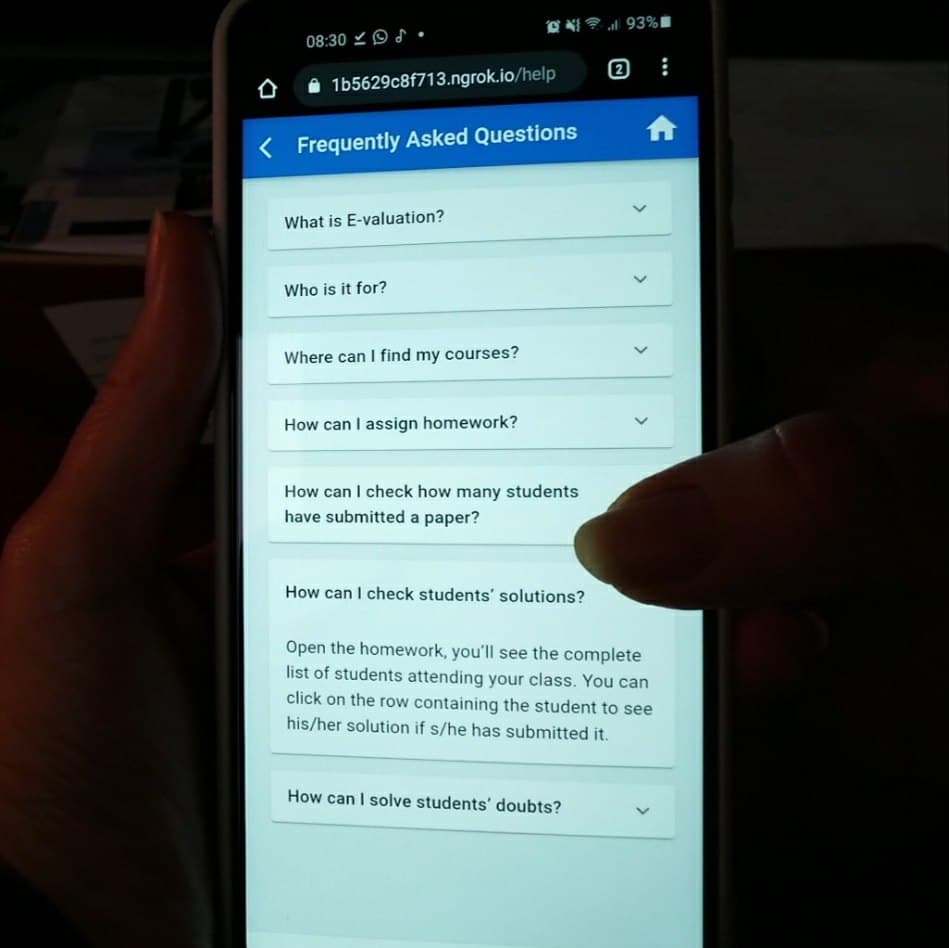 08:30
93%
1b5629c8f713.ngrok.io/help
2
Frequently Asked Questions
What is E-valuation?
Who is it for?
Where can I find my courses?
How can I assign homework?
How can I check how many students
have submitted a paper?
How can I check students' solutions?
Open the homework, you'll see the complete
list of students attending your class. You can
click on the row containing the student to see
his/her solution if s/he has submitted it.
How can I solve students' doubts?